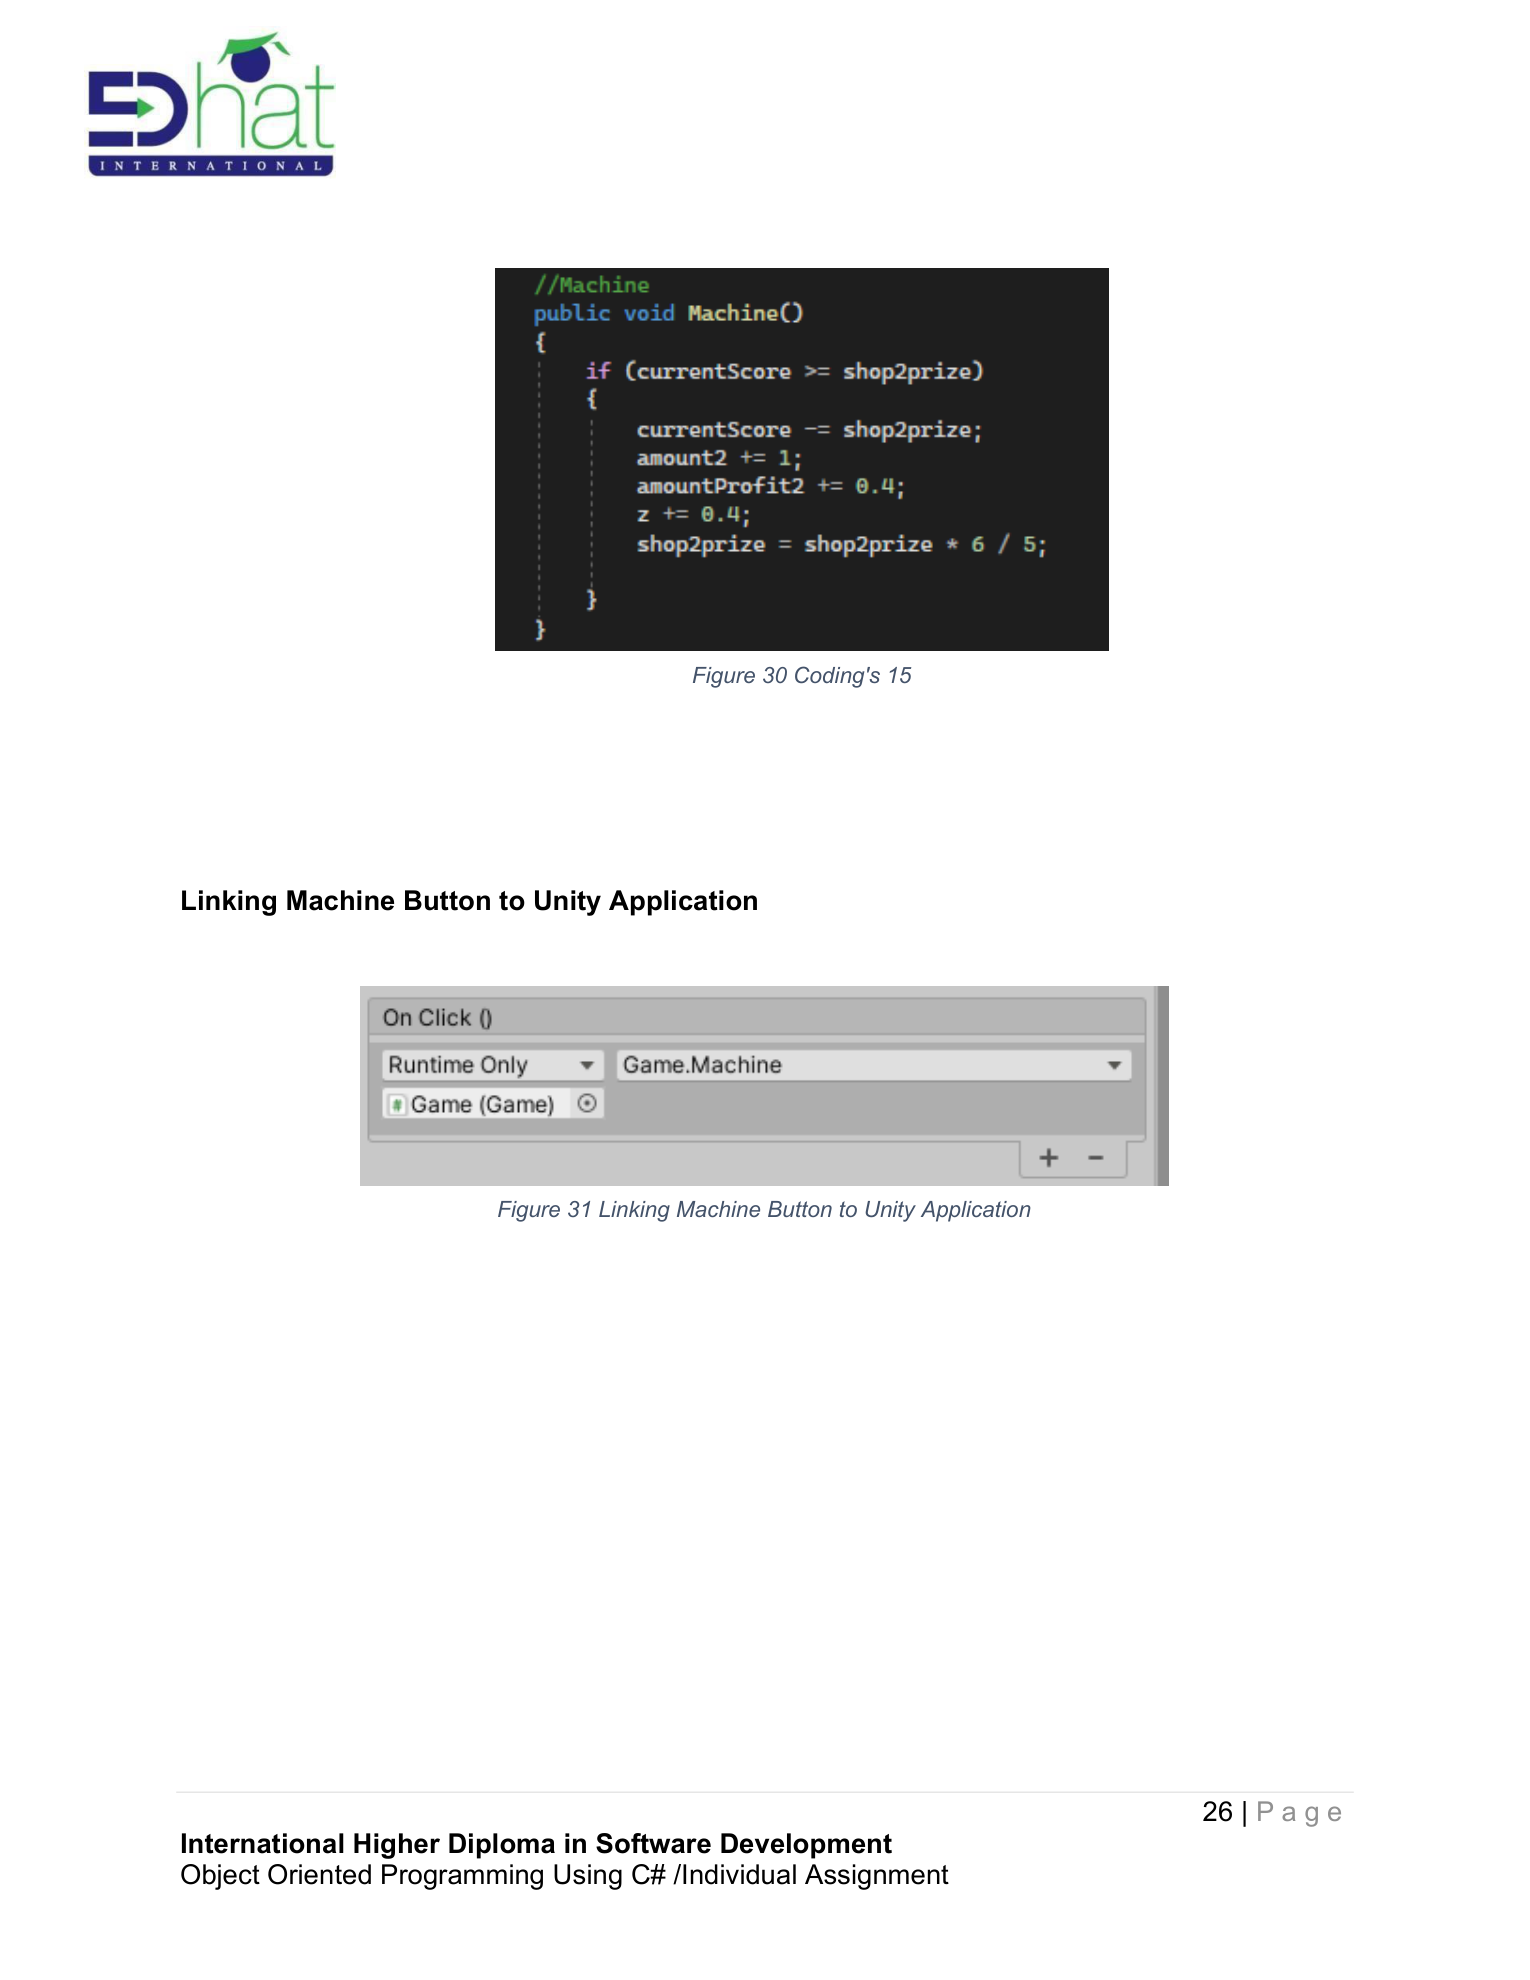 EDhat
INTERNATIONAL
//Machine
public void Machine()
{
if (currentScore >= shop2prize)
{
currentScore -= shop2prize;
amount2 += 1;
amountProfit2 += 0.4;
z += 0.4;
shop2prize = shop2prize * 6 / 5;
}
}
Figure 30 Coding's 15
Linking Machine Button to Unity Application
On Click ()
Runtime Only Game.Machine
# Game (Game)
+ −
Figure 31 Linking Machine Button to Unity Application
26 | P a g e
International Higher Diploma in Software Development
Object Oriented Programming Using C# /Individual Assignment